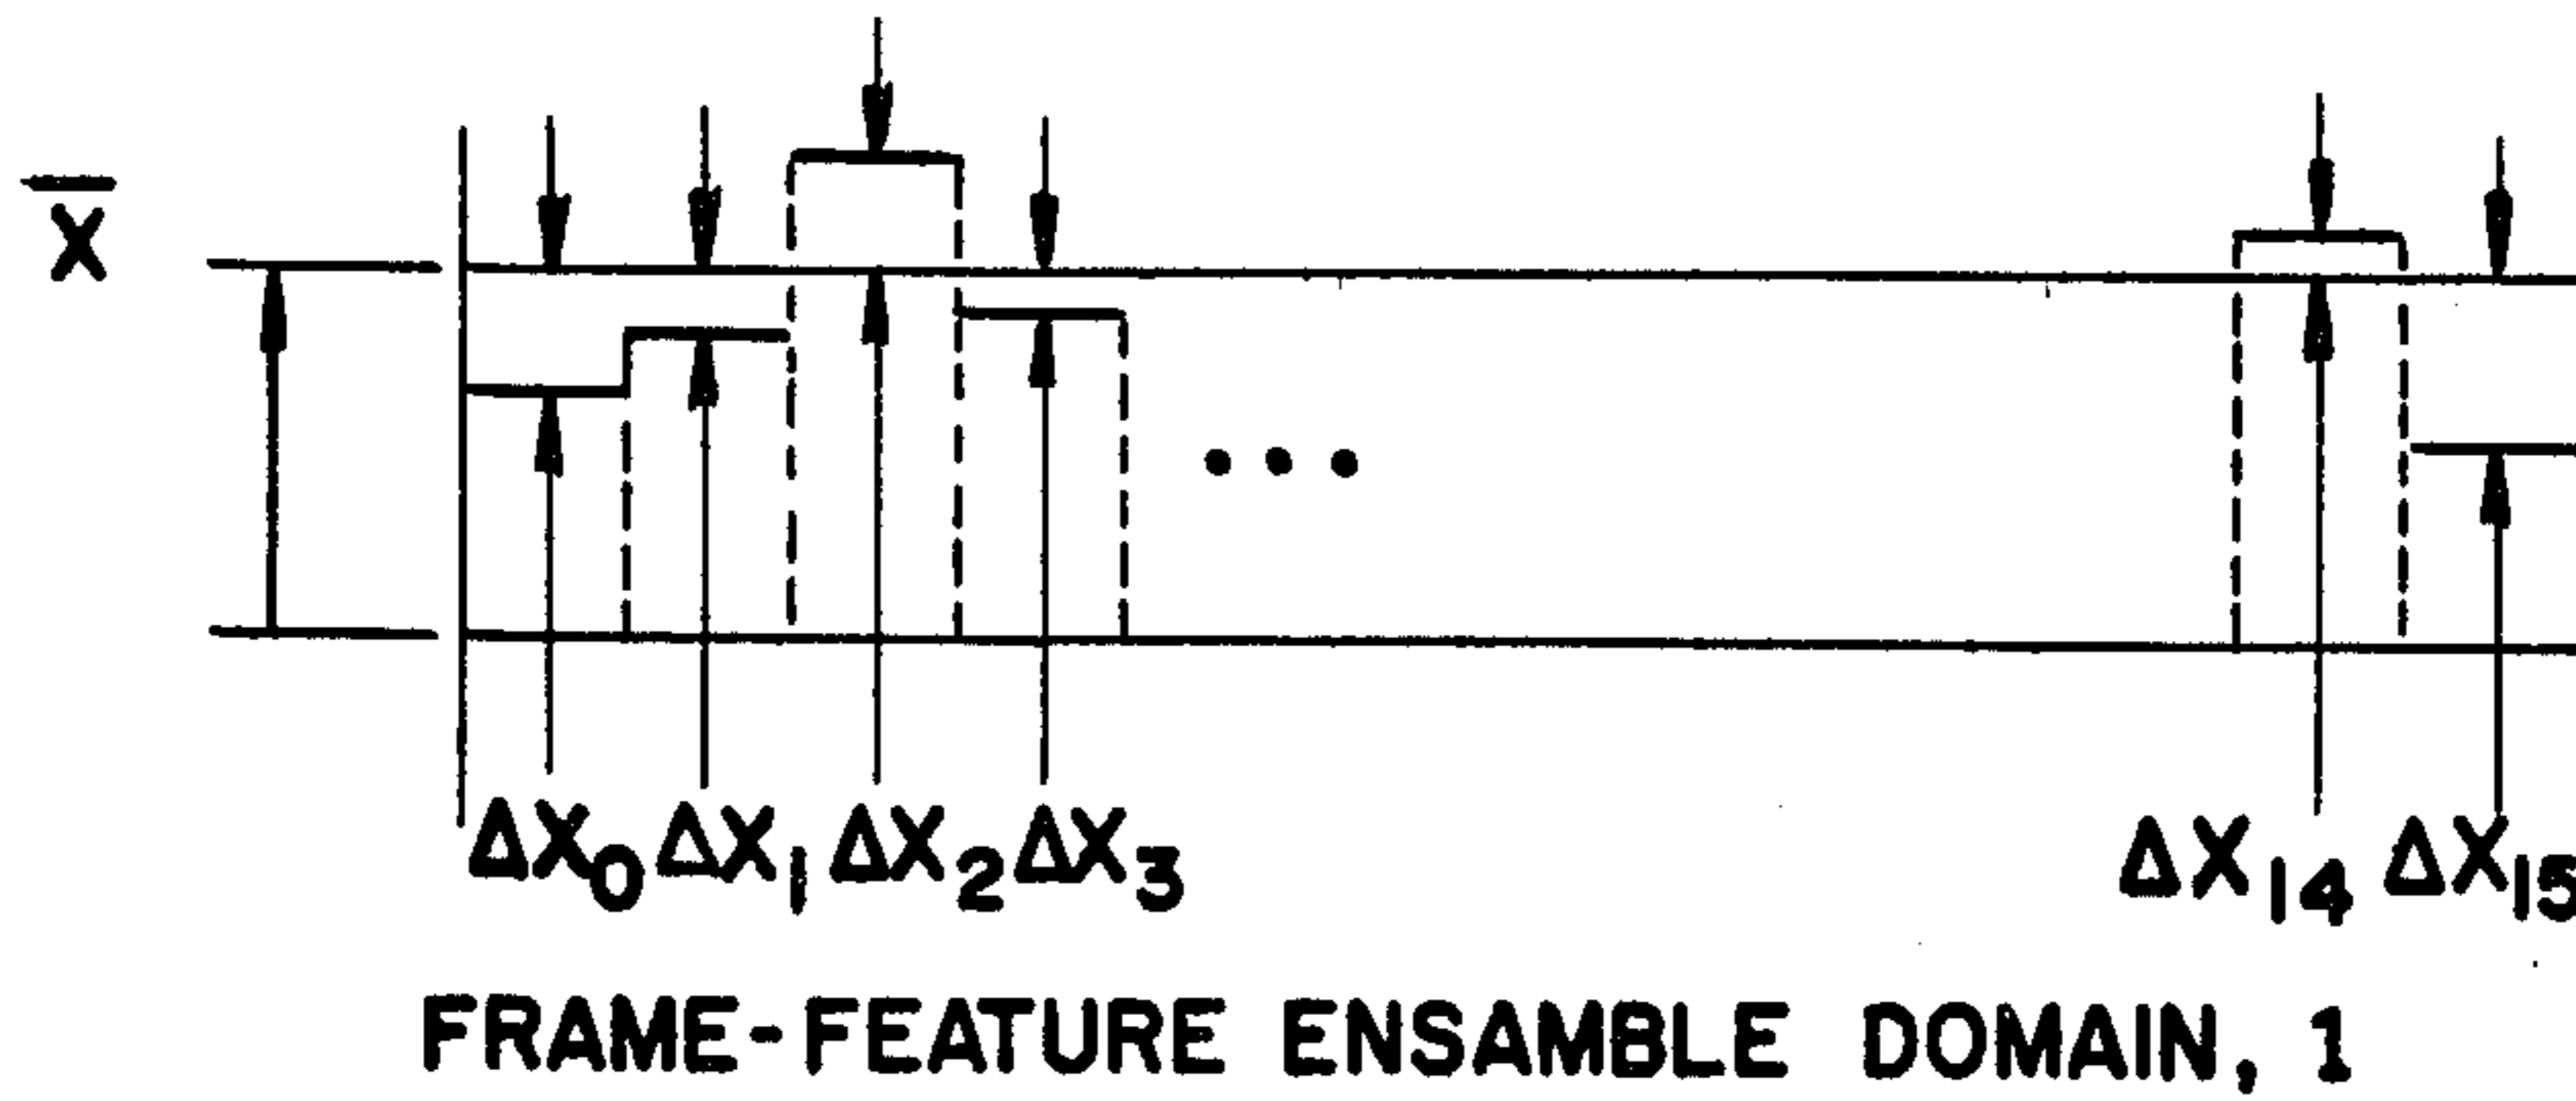 X̅
ΔX₀ ΔX₁ ΔX₂ ΔX₃ ΔX₁₄ ΔX₁₅
FRAME-FEATURE ENSAMBLE DOMAIN, 1